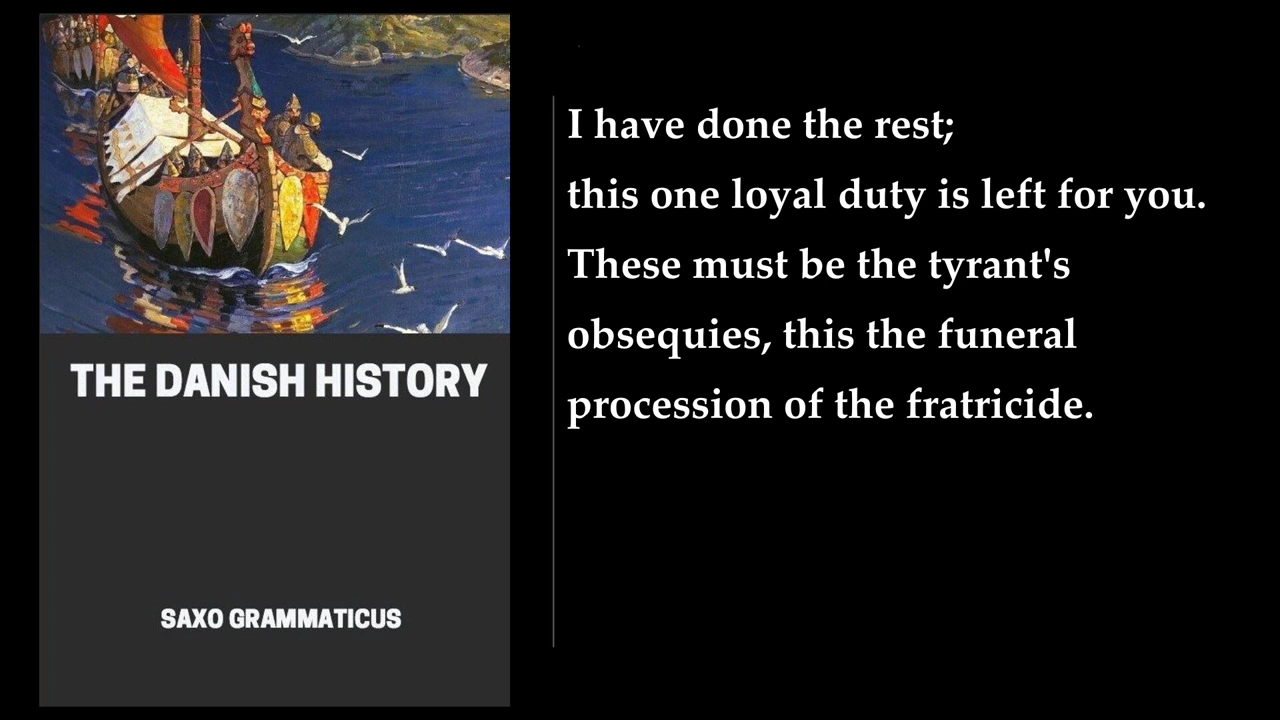 THE DANISH HISTORY
SAXO GRAMMATICUS
I have done the rest;
this one loyal duty is left for you.
These must be the tyrant's
obsequies, this the funeral
procession of the fratricide.